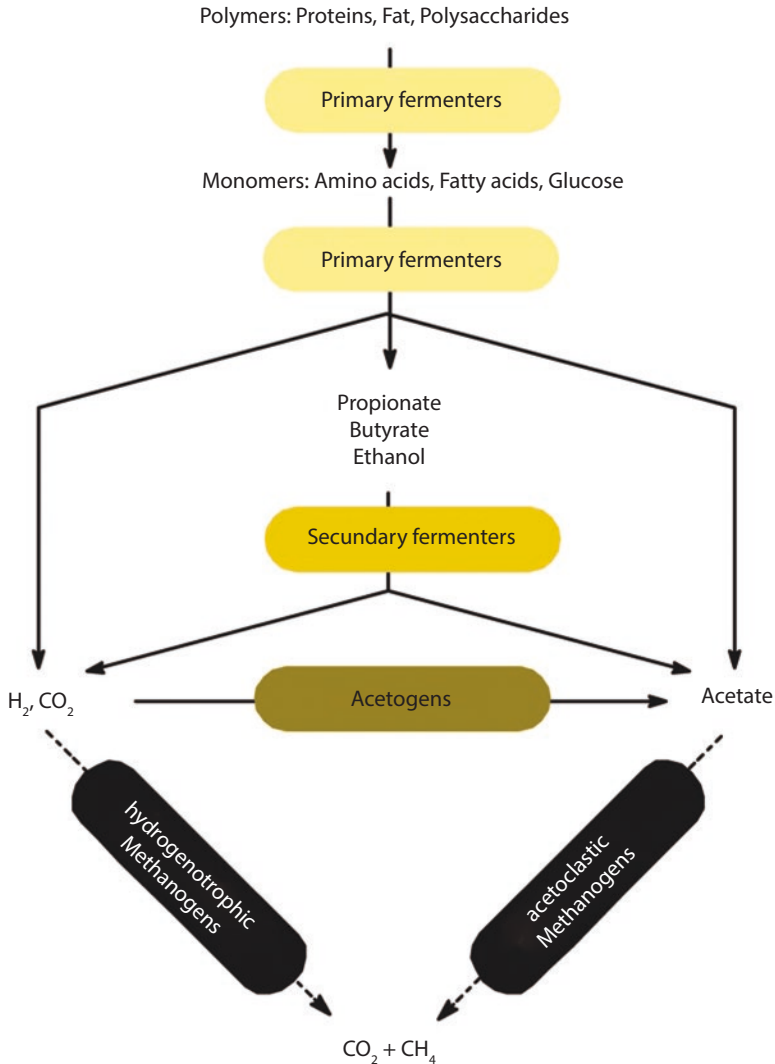 Polymers: Proteins, Fat, Polysaccharides
Primary fermenters
Monomers: Amino acids, Fatty acids, Glucose
Primary fermenters
Propionate
Butyrate
Ethanol
Secundary fermenters
H₂, CO₂
Acetogens
Acetate
hydrogenotrophic
Methanogens
acetoclastic
Methanogens
CO₂ + CH₄